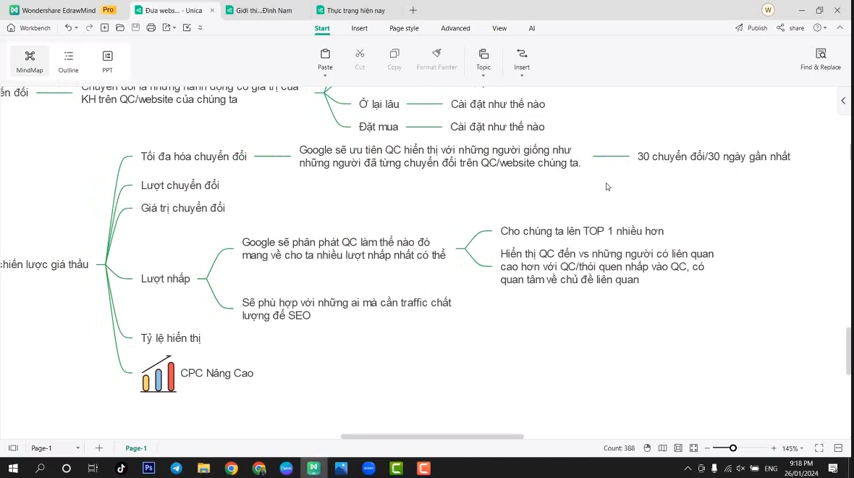 Wondershare EdrawMind Pro
Đưa webs... - Unica
Giới thi...Đình Nam
Thực trạng hiện nay
W
Workbench
Start
Insert
Page style
Advanced
View
AI
Publish
share
MindMap
Outline
PPT
Paste
Cut
Copy
Format Painter
Topic
Insert
Find & Replace
ển đổi
Chuyển đổi là những hành động có giá trị của
KH trên QC/website của chúng ta
Ở lại lâu
Cài đặt như thế nào
Đặt mua
Cài đặt như thế nào
Tối đa hóa chuyển đổi
Google sẽ ưu tiên QC hiển thị với những người giống như
những người đã từng chuyển đổi trên QC/website chúng ta.
30 chuyển đổi/30 ngày gần nhất
Lượt chuyển đổi
Giá trị chuyển đổi
chiến lược giá thầu
Lượt nhấp
Google sẽ phân phát QC làm thế nào đó
mang về cho ta nhiều lượt nhấp nhất có thể
Cho chúng ta lên TOP 1 nhiều hơn
Hiển thị QC đến vs những người có liên quan
cao hơn với QC/thói quen nhấp vào QC, có
quan tâm về chủ đề liên quan
Sẽ phù hợp với những ai mà cần traffic chất
lượng để SEO
Tỷ lệ hiển thị
CPC Nâng Cao
Page-1
Page-1
Count: 388
145%
ENG
9:18 PM
26/01/2024